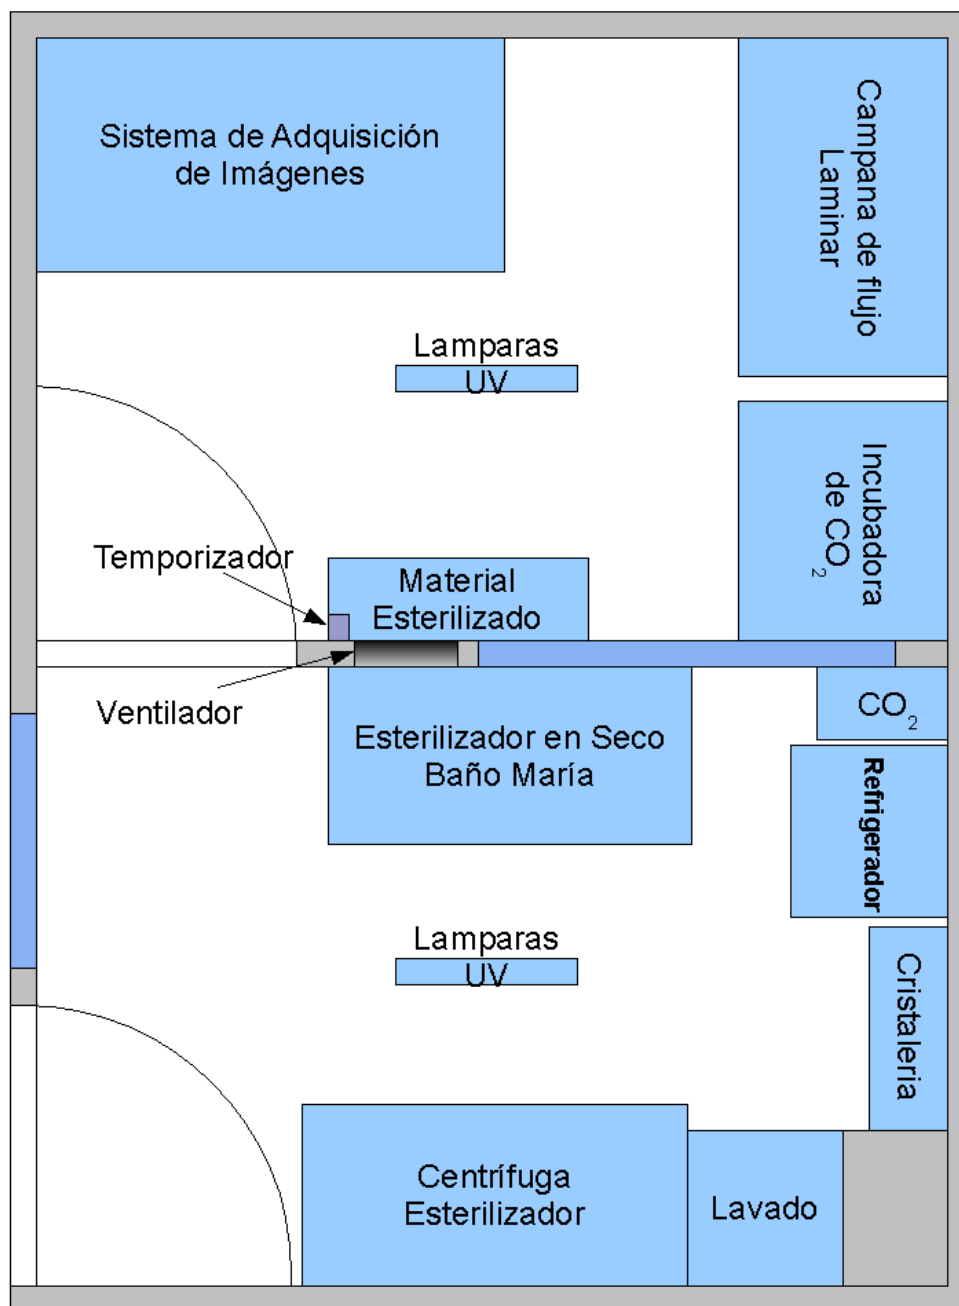 Sistema de Adquisición
de Imágenes
Campana de flujo
Laminar
Lamparas
UV
Incubadora
de CO₂
Temporizador
Material
Esterilizado
Ventilador
Esterilizador en Seco
Baño María
CO₂
Refrigerador
Lamparas
UV
Cristaleria
Centrífuga
Esterilizador
Lavado